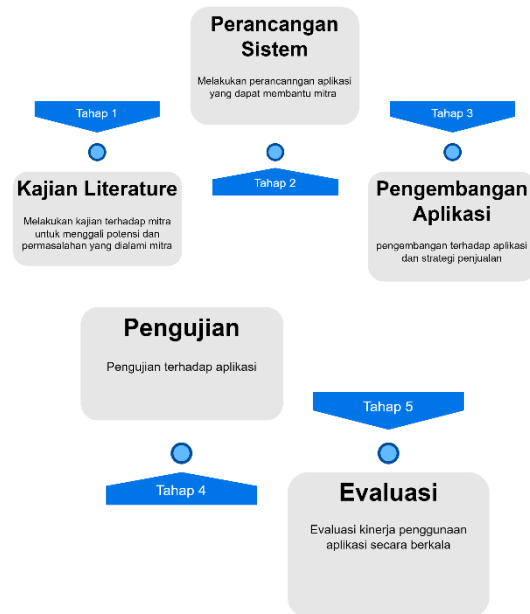 Tahap 1
Kajian Literature
Melakukan kajian terhadap mitra
untuk menggali potensi dan
permasalahan yang dialami mitra
Perancangan
Sistem
Melakukan perancanngan aplikasi
yang dapat membantu mitra
Tahap 2
Tahap 3
Pengembangan
Aplikasi
pengembangan terhadap aplikasi
dan strategi penjualan
Pengujian
Pengujian terhadap aplikasi
Tahap 4
Tahap 5
Evaluasi
Evaluasi kinerja penggunaan
aplikasi secara berkala